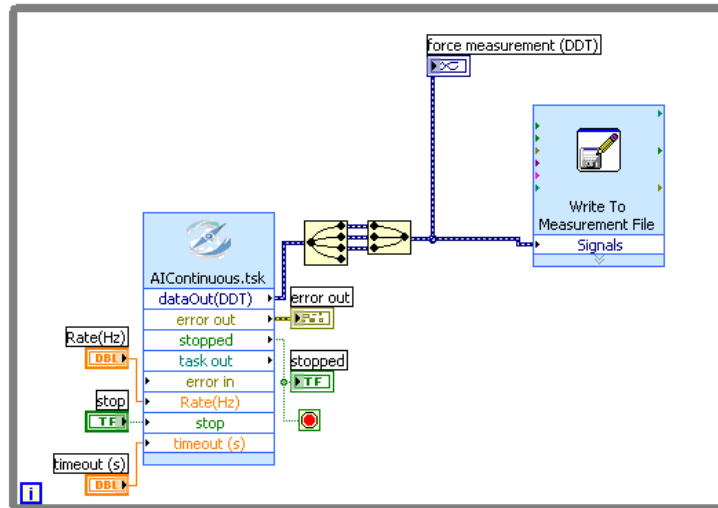 force measurement (DDT)
Write To
Measurement File
Signals
AIContinuous.tsk
dataOut(DDT)
error out
stopped
task out
error in
Rate(Hz)
stop
timeout (s)
error out
stopped
TF
Rate(Hz)
DBL
stop
TF
timeout (s)
DBL
i